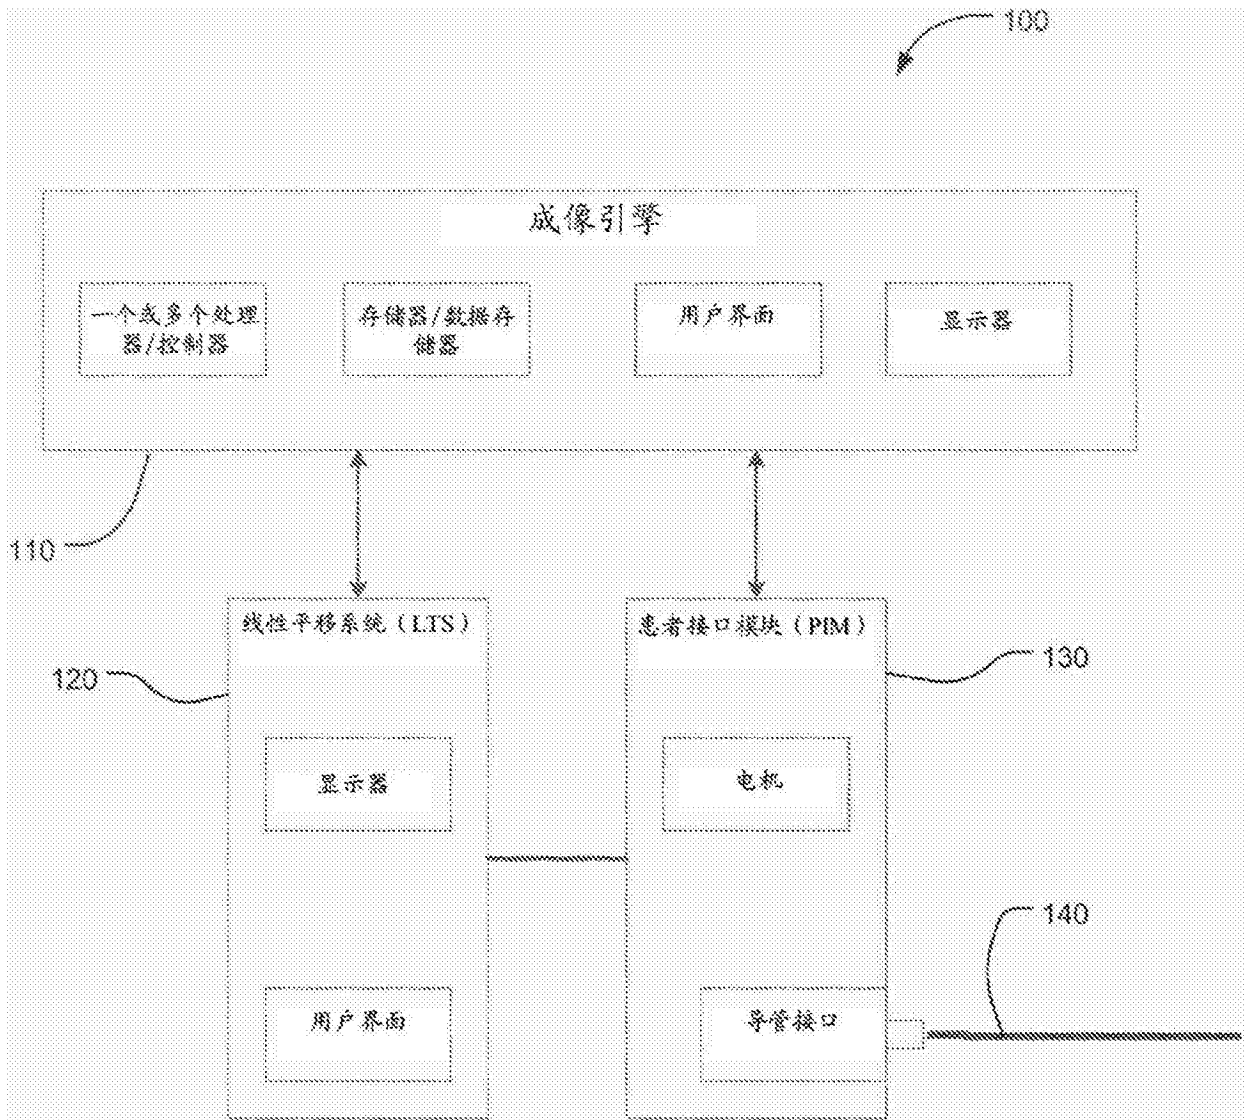 100
成像引擎
一个或多个处理
器/控制器
存储器/数据存
储器
用户界面
显示器
110
线性平移系统（LTS）
患者接口模块（PIM）
120
130
显示器
电机
140
用户界面
导管接口